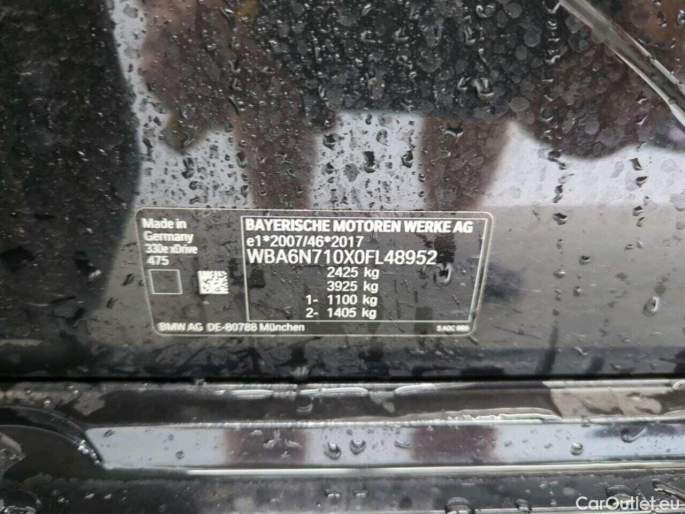 Made in
Germany
330e xDrive
475
BAYERISCHE MOTOREN WERKE AG
e1*2007/46*2017
WBA6N710X0FL48952
2425 kg
3925 kg
1- 1100 kg
2- 1405 kg
BMW AG DE-80788 München
CarOutlet.eu